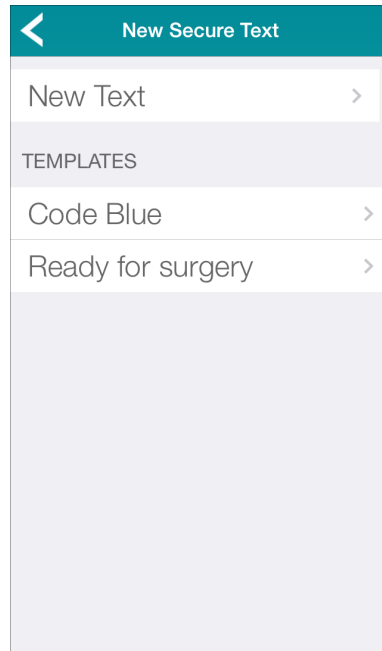 New Secure Text
New Text
TEMPLATES
Code Blue
Ready for surgery